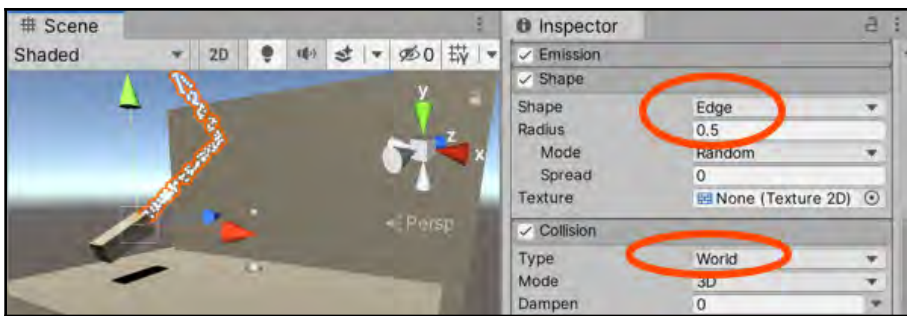 Scene
Shaded
2D
0
y
z
x
Persp
Inspector
Emission
Shape
Shape Edge
Radius 0.5
Mode Random
Spread 0
Texture None (Texture 2D)
Collision
Type World
Mode 3D
Dampen 0